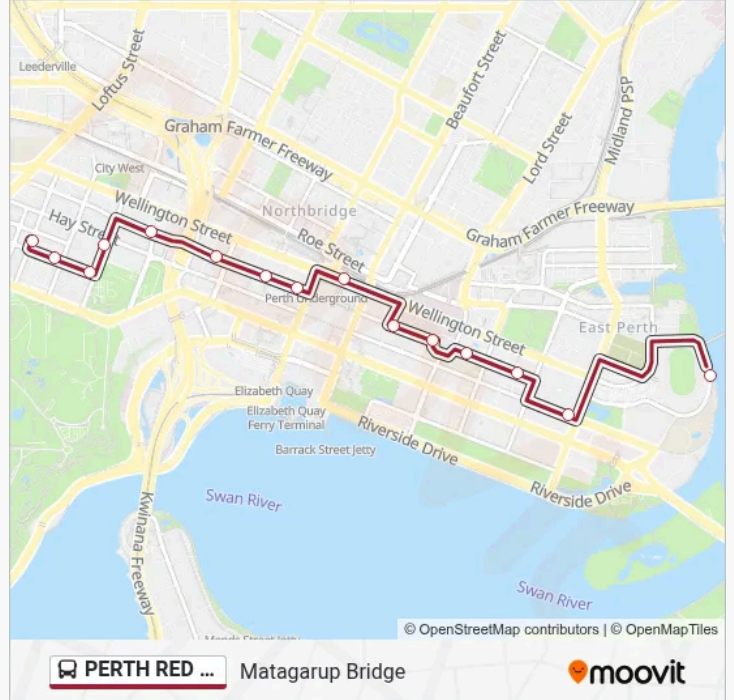 Leederville
Loftus Street
Beaufort Street
Midland PSP
Graham Farmer Freeway
Lord Street
City West
Wellington Street
Hay Street
Northbridge
Roe Street
Graham Farmer Freeway
Perth Underground
Wellington Street
East Perth
Elizabeth Quay
Elizabeth Quay
Ferry Terminal
Barrack Street Jetty
Riverside Drive
Riverside Drive
Kwinana Freeway
Swan River
Swan River
Mends Street Jetty
© OpenStreetMap contributors | © OpenMapTiles
PERTH RED ...
Matagarup Bridge
moovit